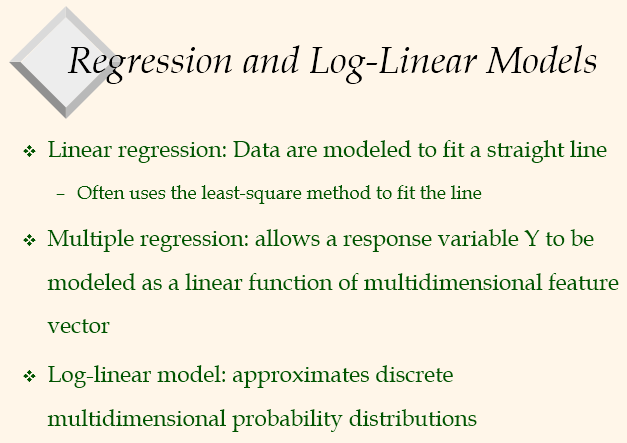 Regression and Log-Linear Models
❖ Linear regression: Data are modeled to fit a straight line
– Often uses the least-square method to fit the line
❖ Multiple regression: allows a response variable Y to be
modeled as a linear function of multidimensional feature
vector
❖ Log-linear model: approximates discrete
multidimensional probability distributions